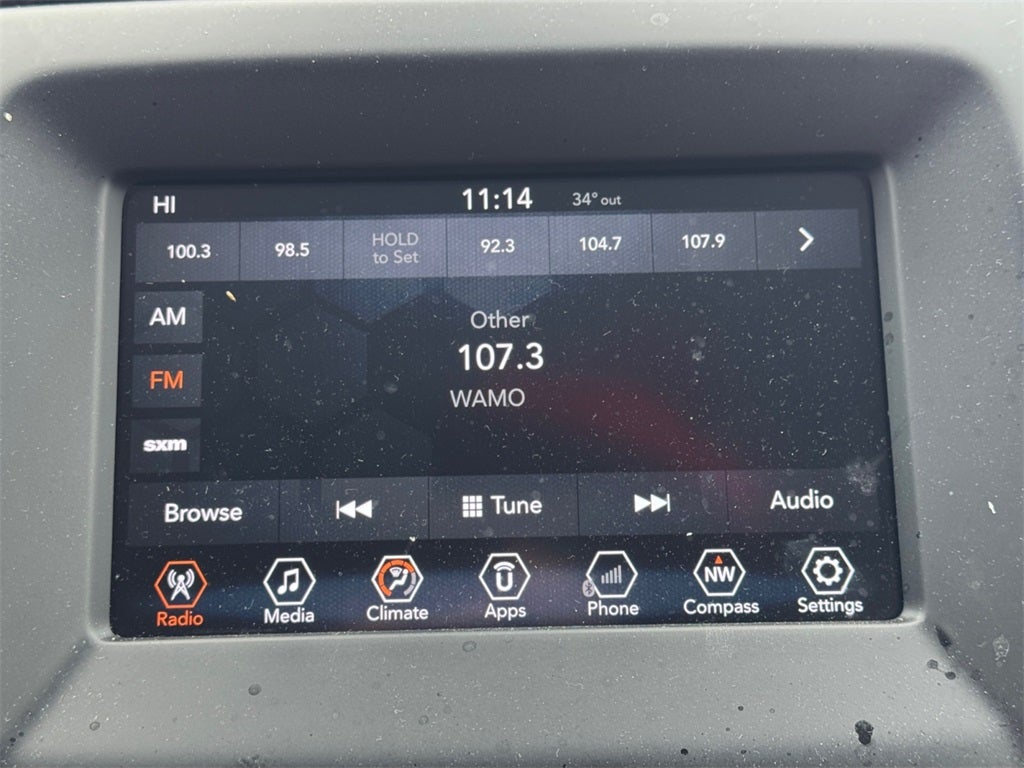 HI 11:14 34° out
100.3 98.5 HOLD to Set 92.3 104.7 107.9
AM
Other
107.3
FM
WAMO
sxm
Browse Tune Audio
NW
Radio Media Climate Apps Phone Compass Settings